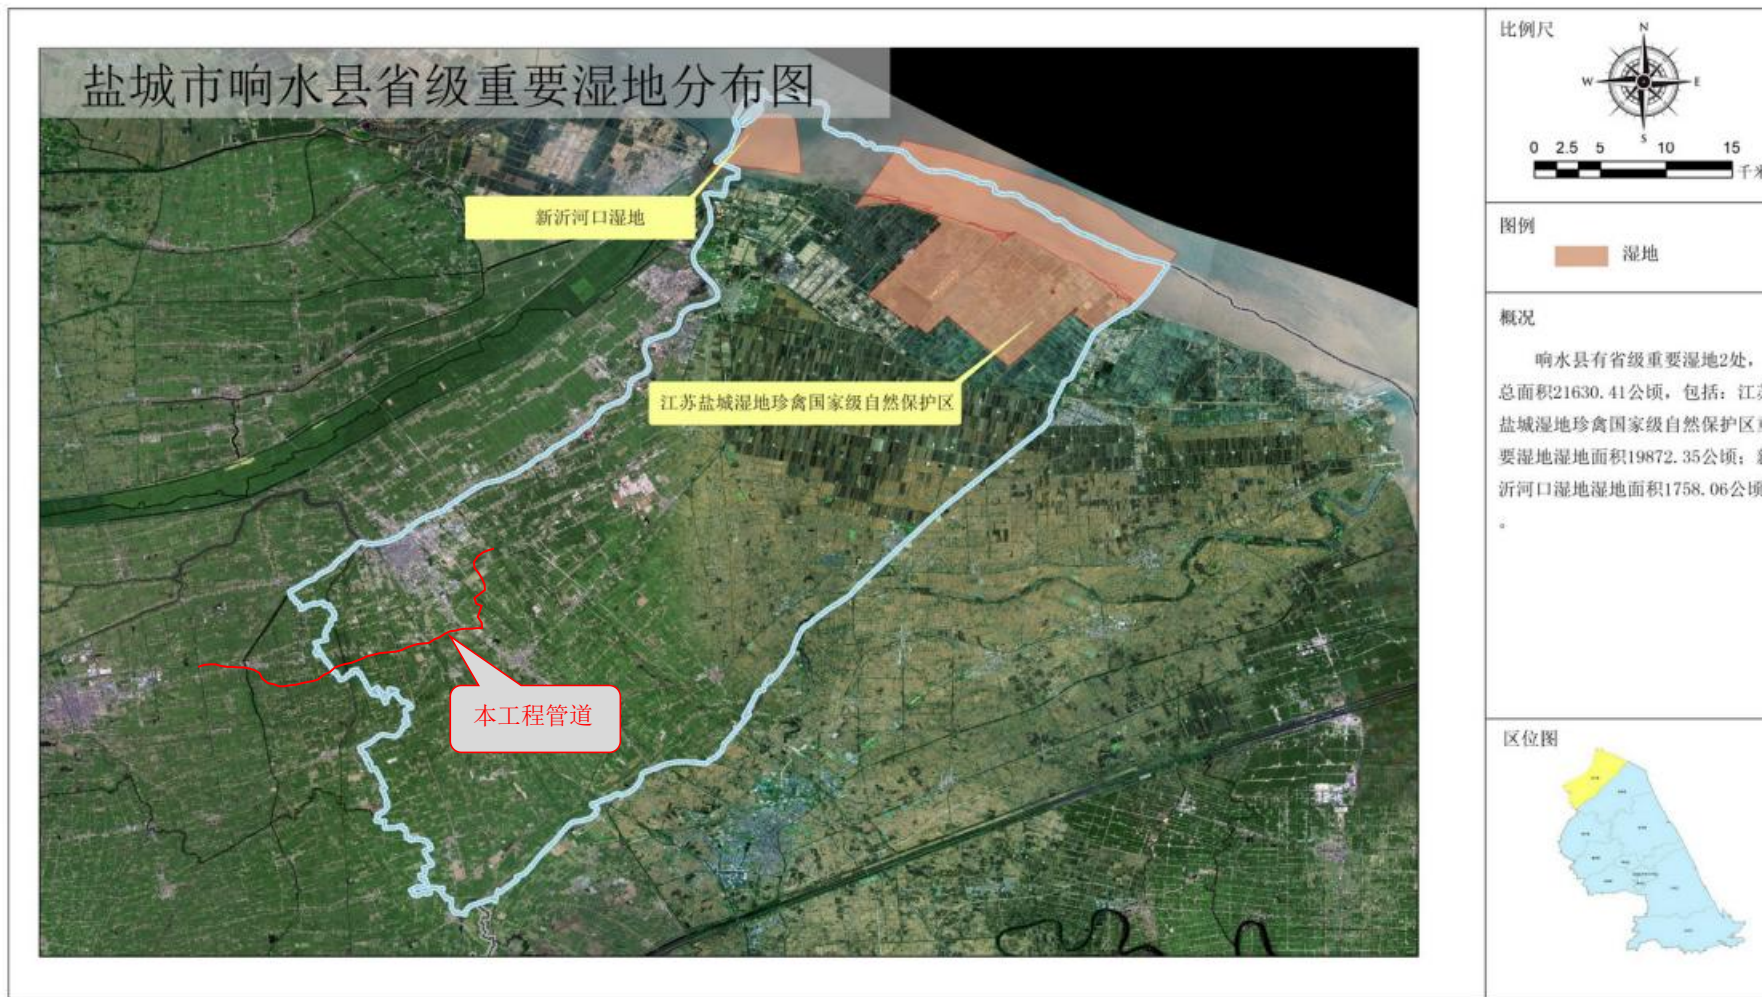 盐城市响水县省级重要湿地分布图
新沂河口湿地
江苏盐城湿地珍禽国家级自然保护区
本工程管道
比例尺
N
W
E
S
0 2.5 5 10 15
千米
图例
湿地
概况
响水县有省级重要湿地2处，
总面积21630.41公顷，包括：江苏
盐城湿地珍禽国家级自然保护区重
要湿地湿地面积19872.35公顷；新
沂河口湿地湿地面积1758.06公顷
。
区位图